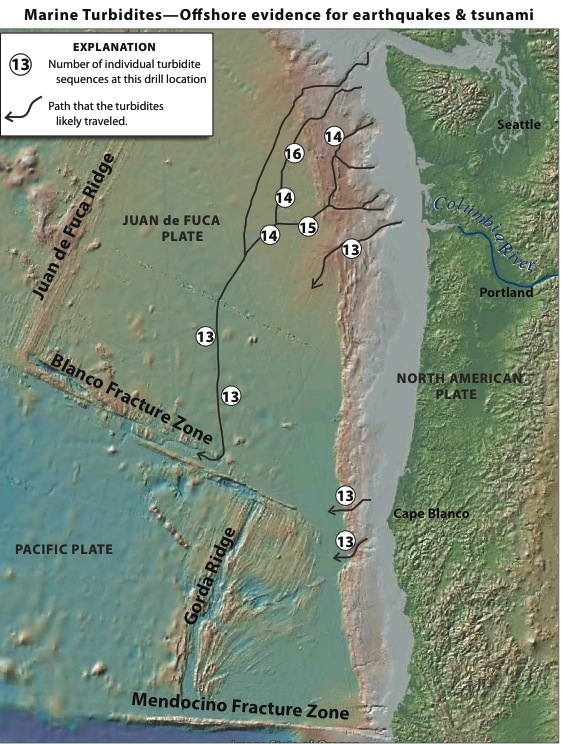 Marine Turbidites—Offshore evidence for earthquakes & tsunami
EXPLANATION
13
Number of individual turbidite
sequences at this drill location
Path that the turbidites
likely traveled.
Seattle
14
16
Juan de Fuca Ridge
14
JUAN de FUCA
PLATE
15
14
13
Columbia River
Portland
13
Blanco Fracture Zone
NORTH AMERICAN
PLATE
13
13
Cape Blanco
13
PACIFIC PLATE
Gorda Ridge
Mendocino Fracture Zone